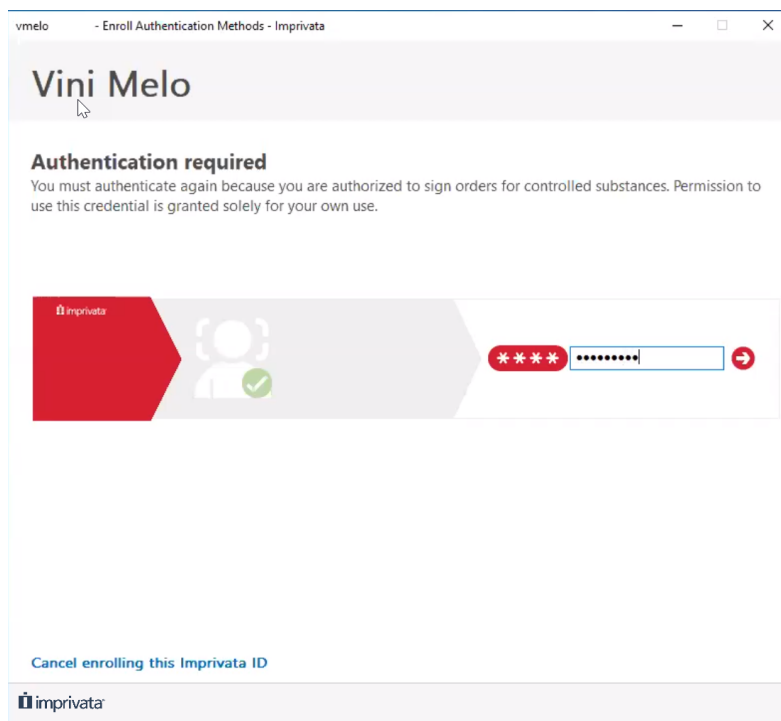 vmelo - Enroll Authentication Methods - Imprivata
Vini Melo
Authentication required
You must authenticate again because you are authorized to sign orders for controlled substances. Permission to
use this credential is granted solely for your own use.
imprivata
****
•••••••••
Cancel enrolling this Imprivata ID
imprivata